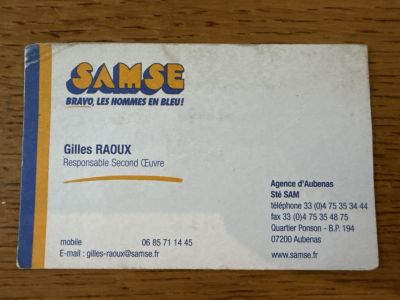 SAMSE
BRAVO, LES HOMMES EN BLEU!
Gilles RAOUX
Responsable Second Œuvre
Agence d'Aubenas
Sté SAM
téléphone 33 (0)4 75 35 34 44
fax 33 (0)4 75 35 48 75
Quartier Ponson - B.P. 194
07200 Aubenas
www.samse.fr
mobile 06 85 71 14 45
E-mail : gilles-raoux@samse.fr